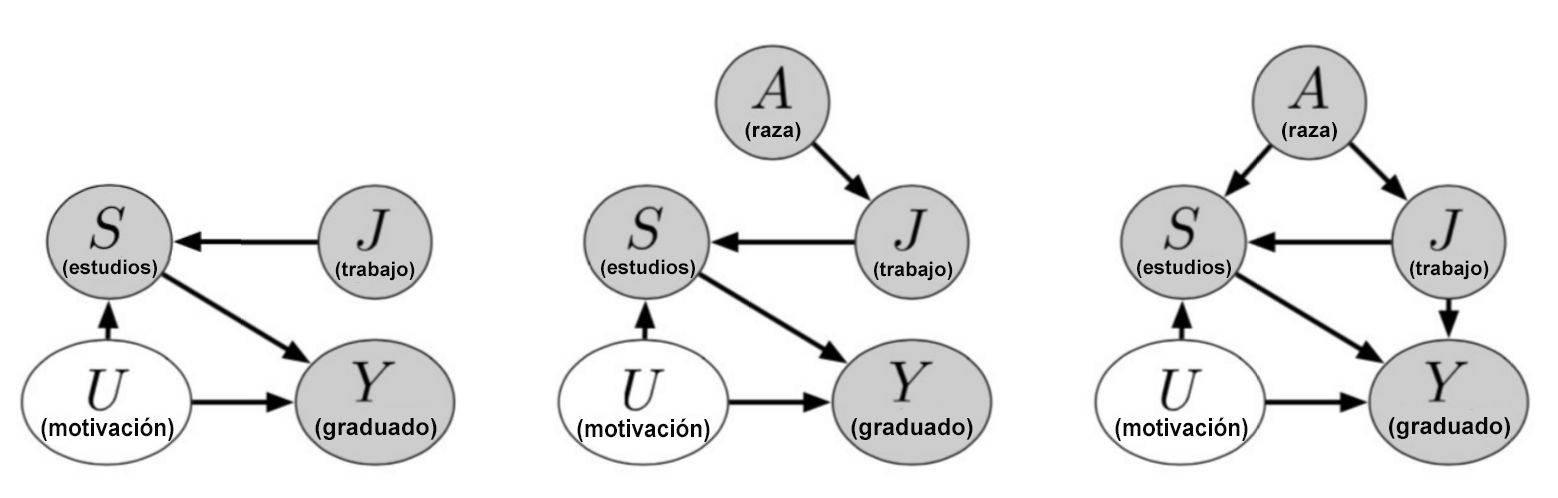 S
(estudios)
J
(trabajo)
U
(motivación)
Y
(graduado)
A
(raza)
S
(estudios)
J
(trabajo)
U
(motivación)
Y
(graduado)
A
(raza)
S
(estudios)
J
(trabajo)
U
(motivación)
Y
(graduado)